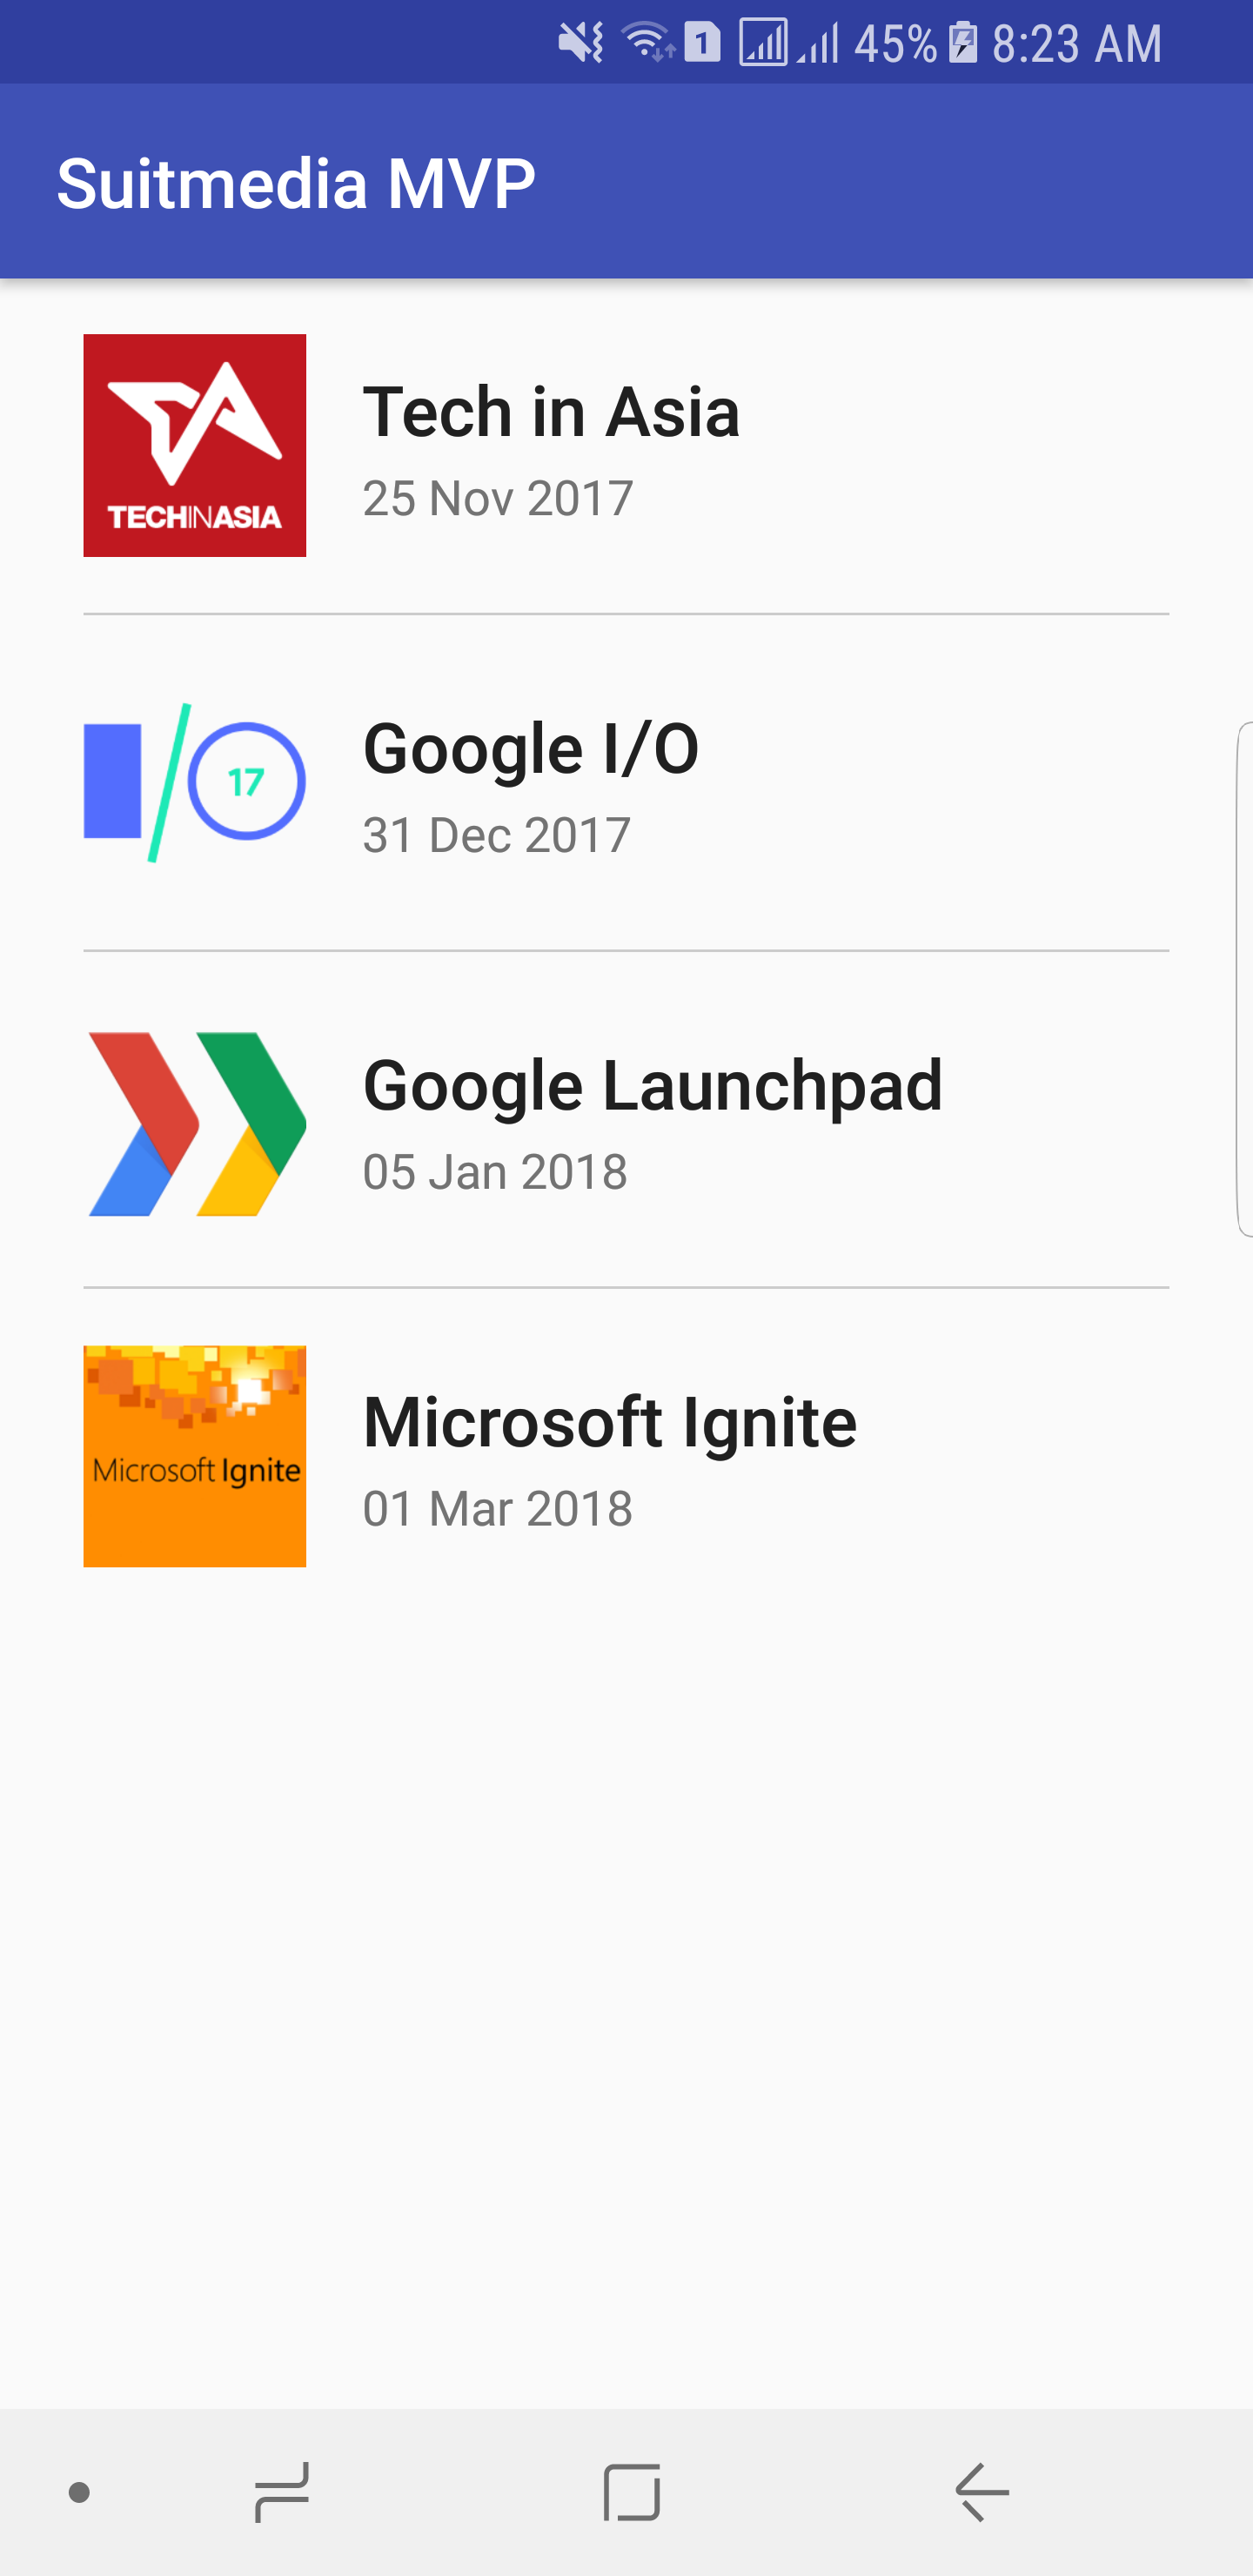 1 45% 8:23 AM
Suitmedia MVP
TECHINASIA
Tech in Asia
25 Nov 2017
17
Google I/O
31 Dec 2017
Google Launchpad
05 Jan 2018
Microsoft Ignite
Microsoft Ignite
01 Mar 2018